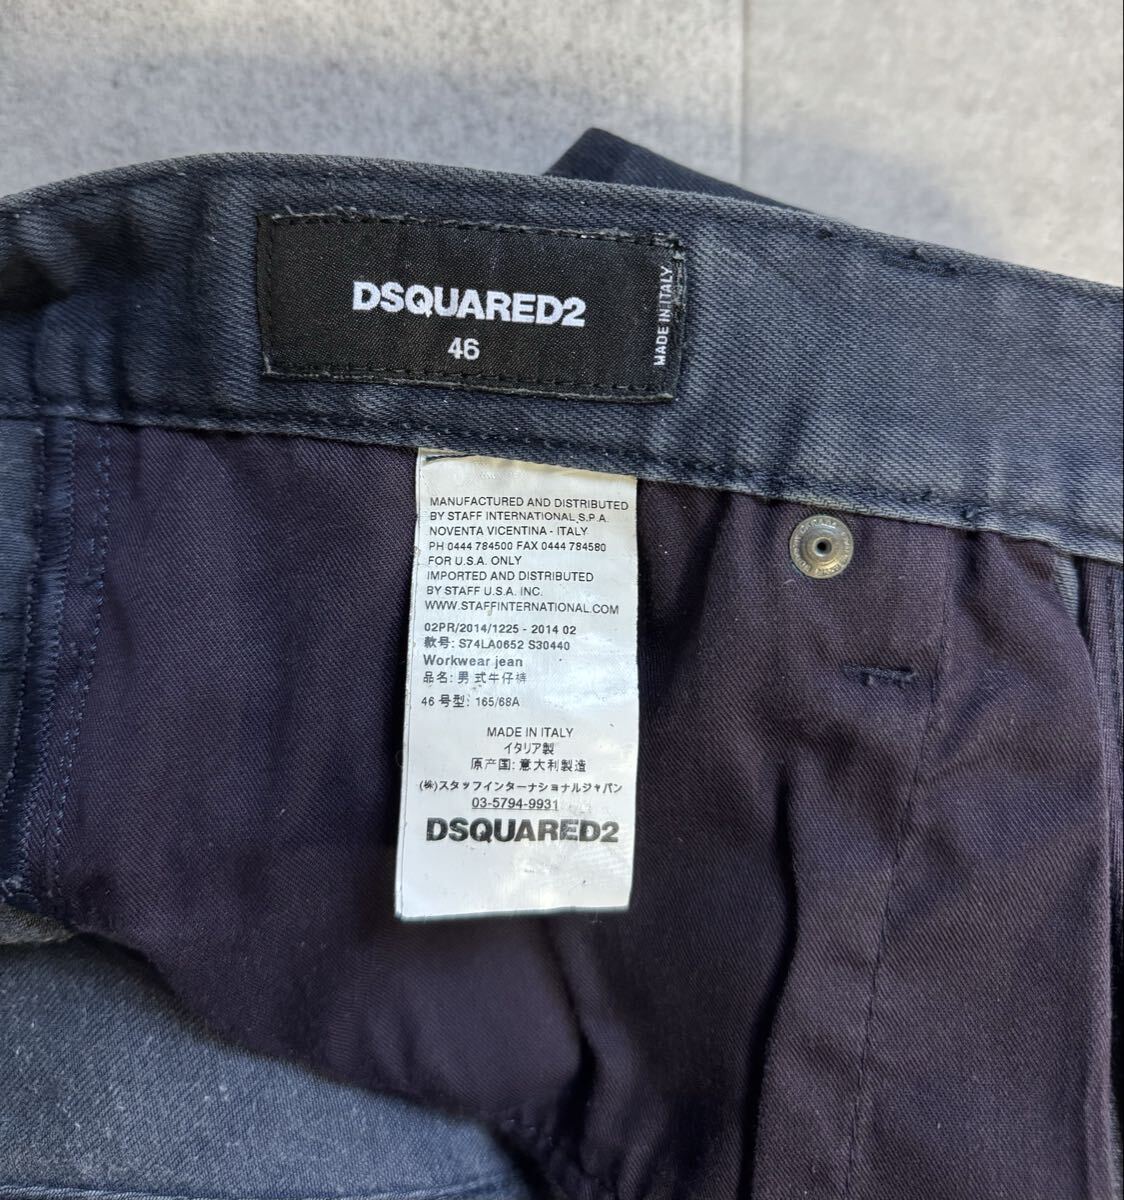 DSQUARED2
46
MADE IN ITALY
MANUFACTURED AND DISTRIBUTED
BY STAFF INTERNATIONAL S.P.A.
NOVENTA VICENTINA - ITALY
PH 0444 784500 FAX 0444 784580
FOR U.S.A. ONLY
IMPORTED AND DISTRIBUTED
BY STAFF U.S.A. INC.
WWW.STAFFINTERNATIONAL.COM
02PR/2014/1225 - 2014 02
款号: S74LA0652 S30440
Workwear jean
品名: 男 式牛仔裤
46 号型: 165/68A
MADE IN ITALY
イタリア製
原产国: 意大利製造
(株)スタッフインターナショナルジャパン
03-5794-9931
DSQUARED2